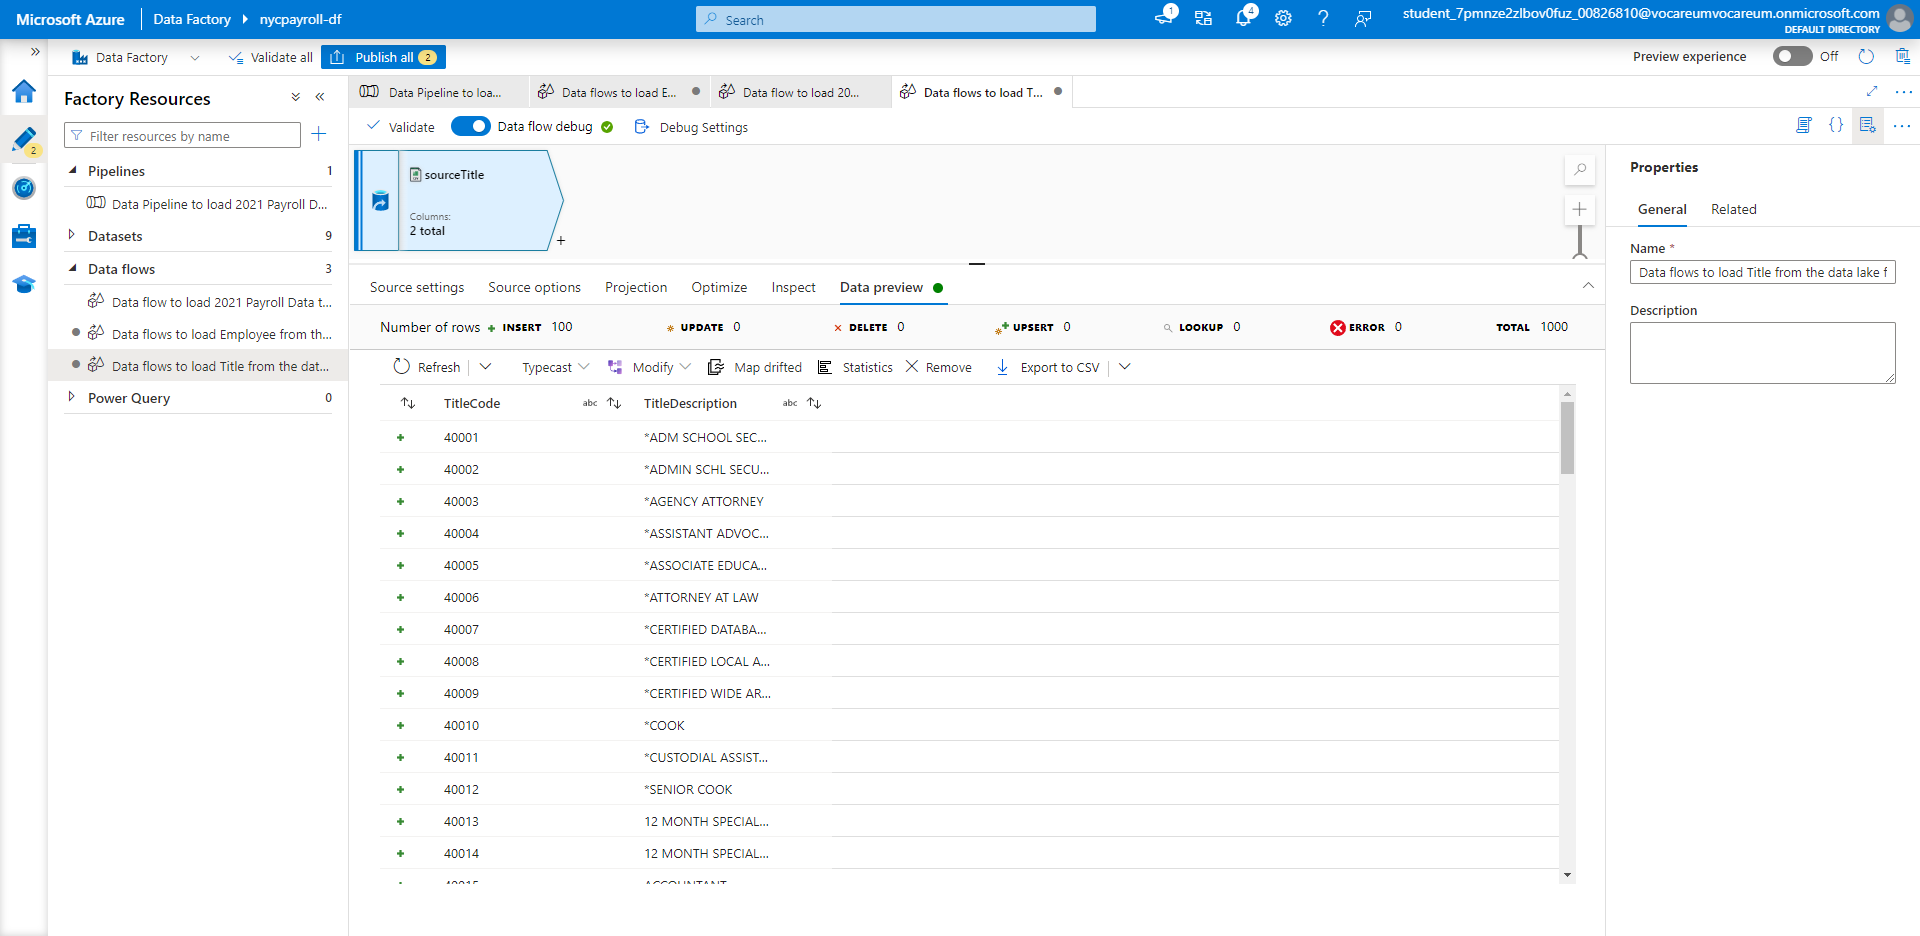 Microsoft Azure
Data Factory
nycpayroll-df
Search
1
4
student_7pmnze2zlbov0fuz_00826810@vocareumvocareum.onmicrosoft.com
DEFAULT DIRECTORY
Data Factory
Validate all
Publish all 2
Preview experience
Off
2
Factory Resources
Filter resources by name
Pipelines 1
Data Pipeline to load 2021 Payroll D...
Datasets 9
Data flows 3
Data flow to load 2021 Payroll Data t...
Data flows to load Employee from th...
Data flows to load Title from the dat...
Power Query 0
Data Pipeline to loa...
Data flows to load E...
Data flow to load 20...
Data flows to load T...
Validate
Data flow debug
Debug Settings
sourceTitle
Columns:
2 total
+
Source settings
Source options
Projection
Optimize
Inspect
Data preview
Number of rows
INSERT 100
UPDATE 0
DELETE 0
UPSERT 0
LOOKUP 0
ERROR 0
TOTAL 1000
Refresh
Typecast
Modify
Map drifted
Statistics
Remove
Export to CSV
TitleCode abc
TitleDescription abc
40001 *ADM SCHOOL SEC...
40002 *ADMIN SCHL SECU...
40003 *AGENCY ATTORNEY
40004 *ASSISTANT ADVOC...
40005 *ASSOCIATE EDUCA...
40006 *ATTORNEY AT LAW
40007 *CERTIFIED DATABA...
40008 *CERTIFIED LOCAL A...
40009 *CERTIFIED WIDE AR...
40010 *COOK
40011 *CUSTODIAL ASSIST...
40012 *SENIOR COOK
40013 12 MONTH SPECIAL...
40014 12 MONTH SPECIAL...
40015 ACCOUNTANT
Properties
General
Related
Name *
Data flows to load Title from the data lake f
Description